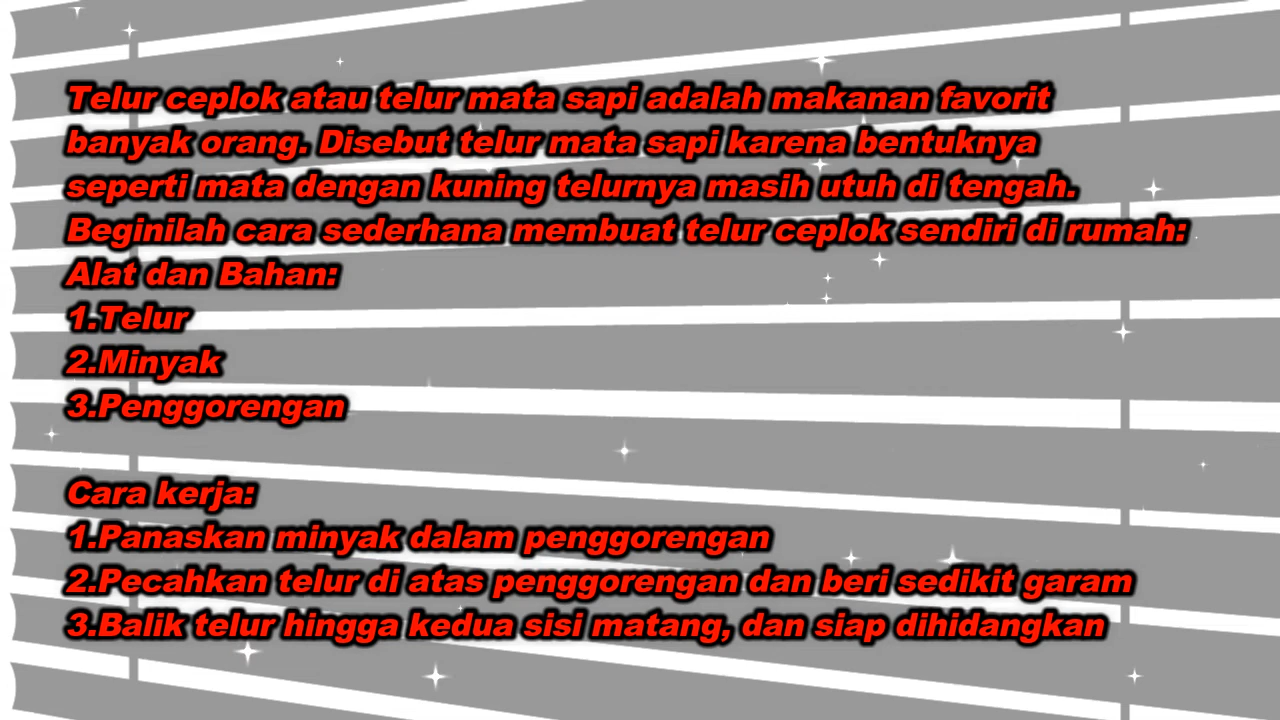 Telur ceplok atau telur mata sapi adalah makanan favorit
banyak orang. Disebut telur mata sapi karena bentuknya
seperti mata dengan kuning telurnya masih utuh di tengah.
Beginilah cara sederhana membuat telur ceplok sendiri di rumah:
Alat dan Bahan:
1.Telur
2.Minyak
3.Penggorengan
Cara kerja:
1.Panaskan minyak dalam penggorengan
2.Pecahkan telur di atas penggorengan dan beri sedikit garam
3.Balik telur hingga kedua sisi matang, dan siap dihidangkan